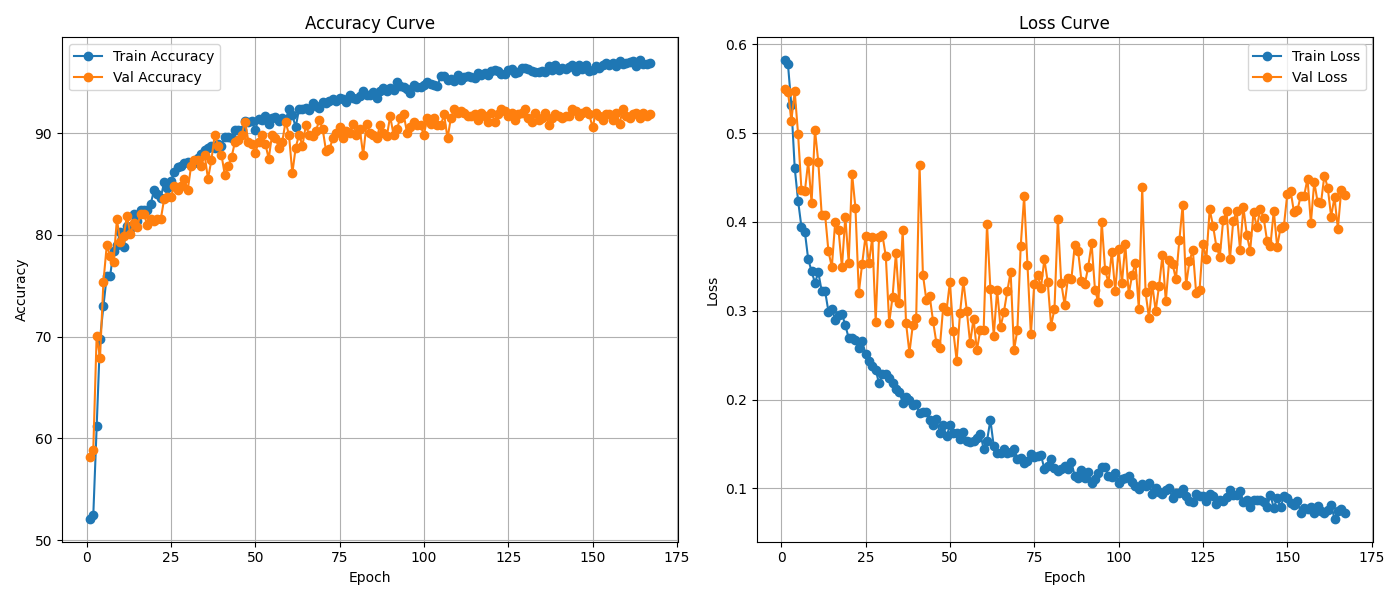 Accuracy Curve
Train Accuracy
Val Accuracy
Accuracy
90
80
70
60
50
0 25 50 75 100 125 150 175
Epoch
Loss Curve
Train Loss
Val Loss
Loss
0.6
0.5
0.4
0.3
0.2
0.1
0 25 50 75 100 125 150 175
Epoch